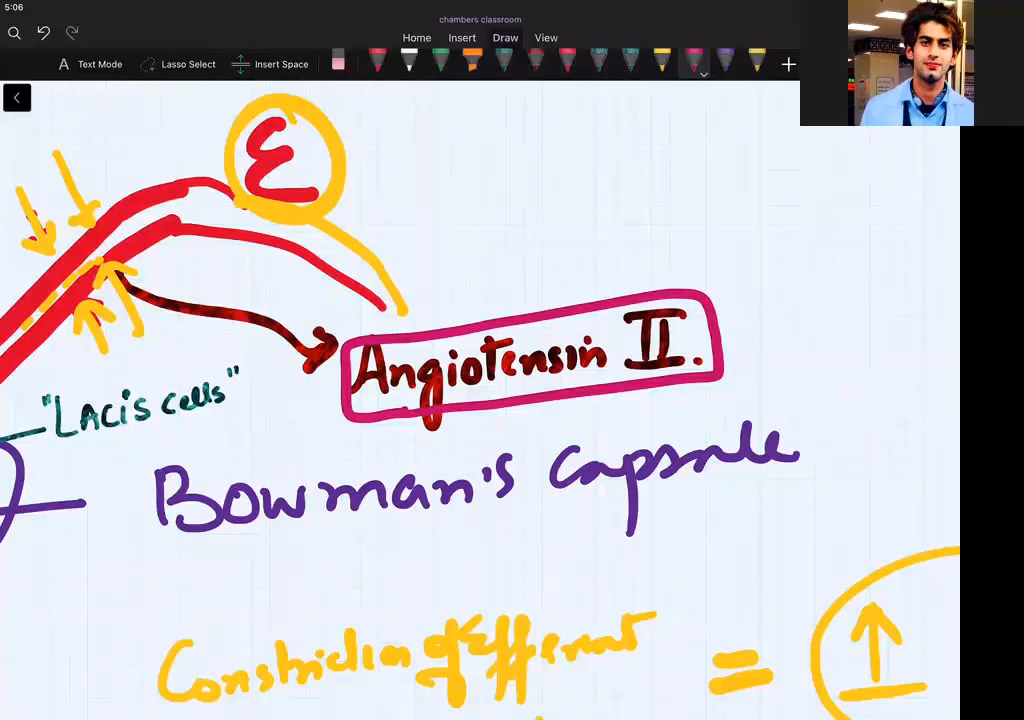 5:06
chambers classroom
Home Insert Draw View
Text Mode Lasso Select Insert Space
E
Angiotensin II.
"LACis cells"
Bowman's capsule
Constriction of Efferent
=